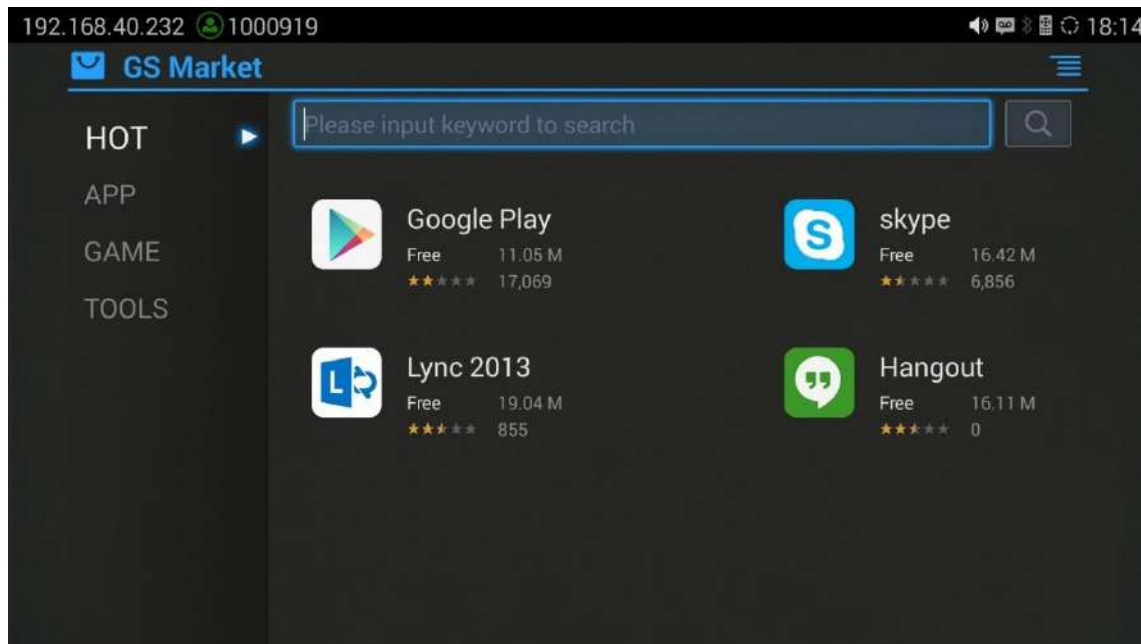 192.168.40.232 1000919 18:14
GS Market
HOT
APP
GAME
TOOLS
Please input keyword to search
Google Play
Free 11.05 M
17,069
skype
Free 16.42 M
6,856
Lync 2013
Free 19.04 M
855
Hangout
Free 16.11 M
0